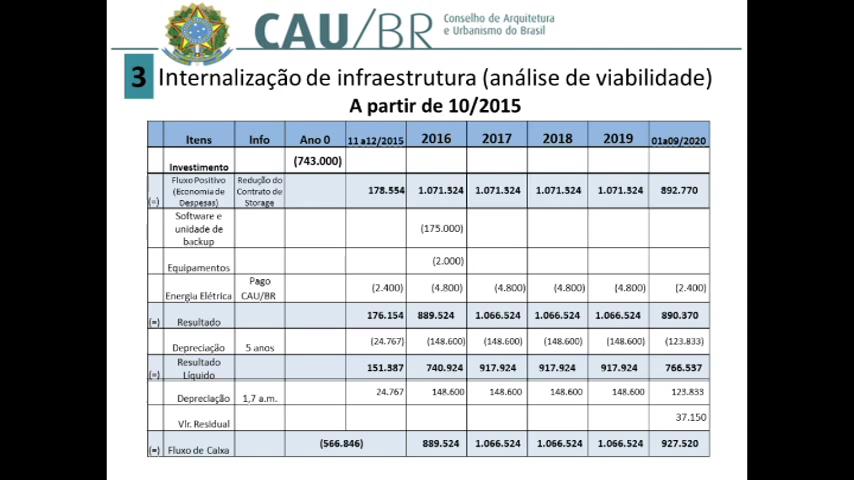 CAU/BR
Conselho de Arquitetura
e Urbanismo do Brasil
3 Internalização de infraestrutura (análise de viabilidade)
A partir de 10/2015
Itens Info Ano 0 11 a12/2015 2016 2017 2018 2019 01a09/2020
Investimento (743.000)
(=) Fluxo Positivo (Economia de Despesas) Redução do Contrato de Storage 178.554 1.071.324 1.071.324 1.071.324 1.071.324 892.770
Software e unidade de backup (175.000)
Equipamentos (2.000)
Energia Elétrica Pago CAU/BR (2.400) (4.800) (4.800) (4.800) (4.800) (2.400)
(=) Resultado 176.154 889.524 1.066.524 1.066.524 1.066.524 890.370
Depreciação 5 anos (24.767) (148.600) (148.600) (148.600) (148.600) (123.833)
(=) Resultado Líquido 151.387 740.924 917.924 917.924 917.924 766.537
Depreciação 1,7 a.m. 24.767 148.600 148.600 148.600 148.600 123.833
Vlr. Residual 37.150
(=) Fluxo de Caixa (566.846) 889.524 1.066.524 1.066.524 1.066.524 927.520